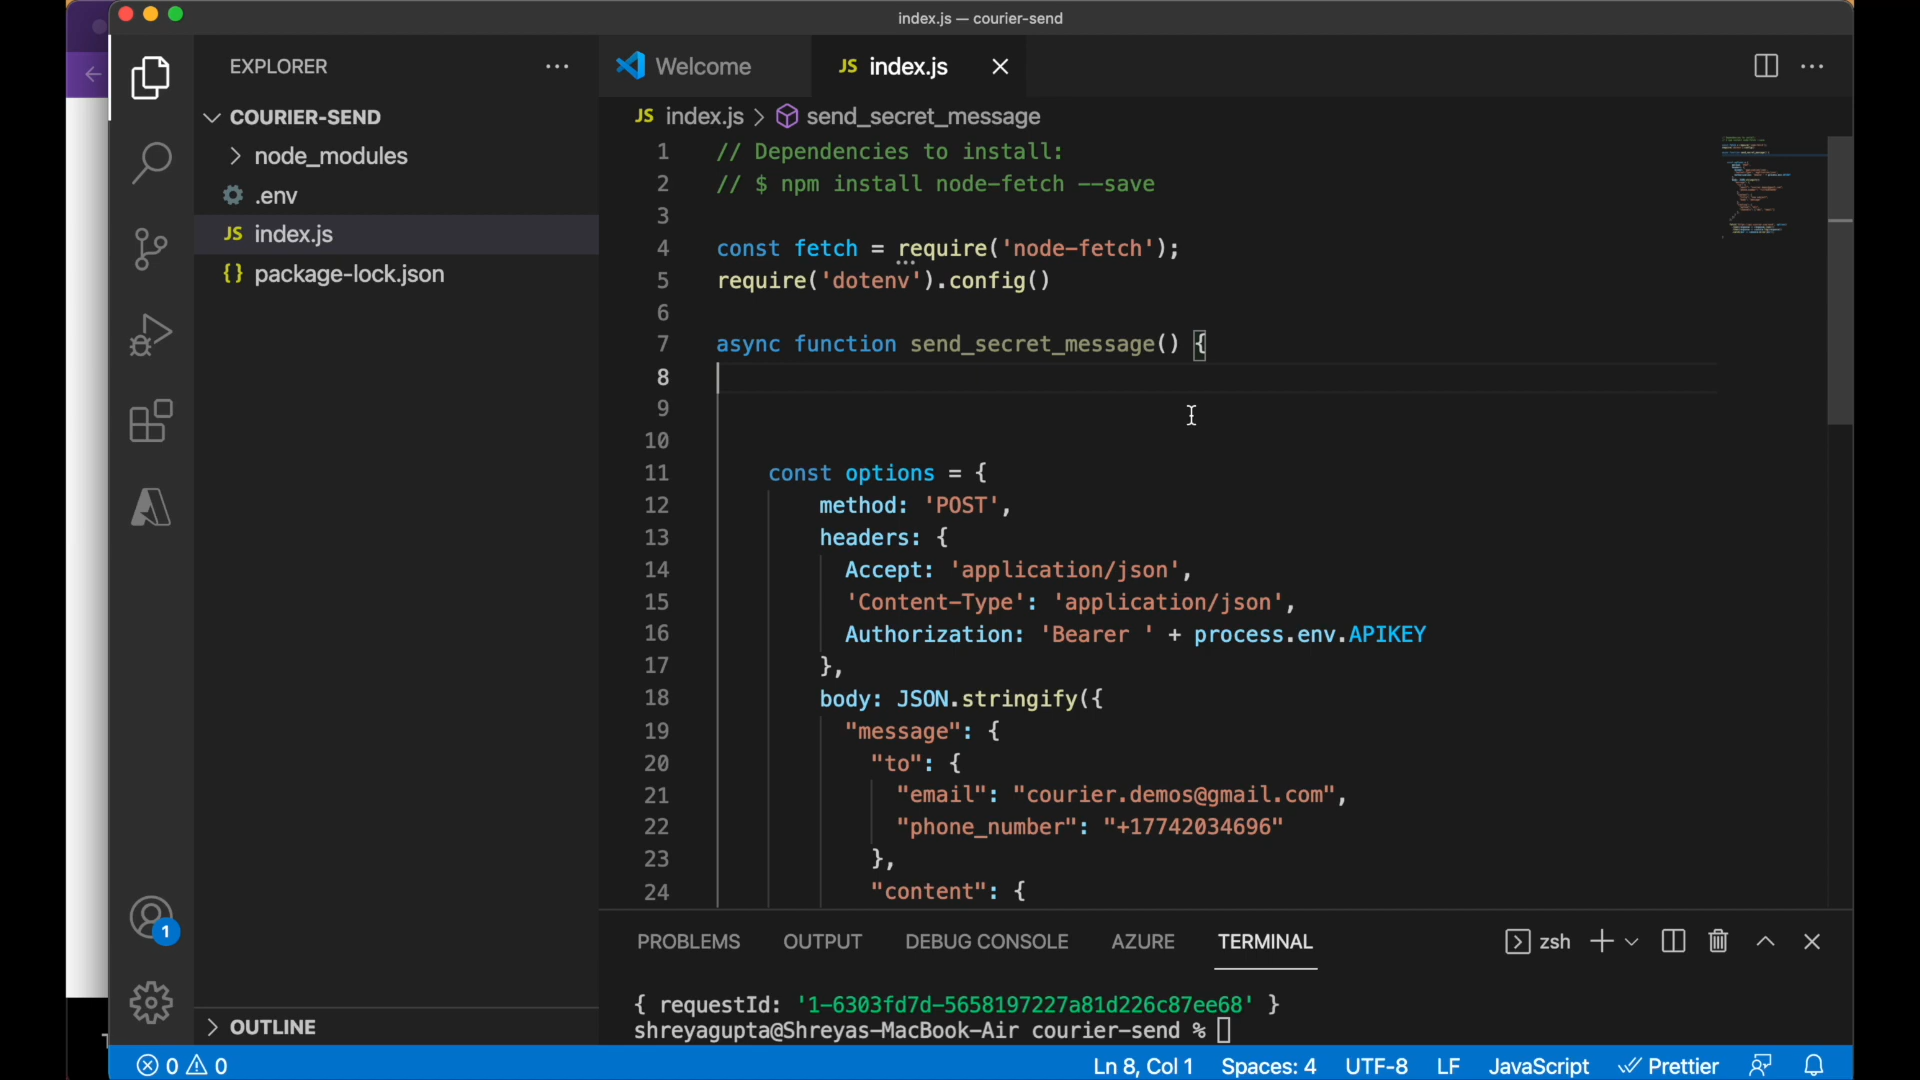 index.js — courier-send
EXPLORER
COURIER-SEND
node_modules
.env
JS index.js
{} package-lock.json
OUTLINE
Welcome
JS index.js
JS index.js > send_secret_message
1 // Dependencies to install:
2 // $ npm install node-fetch --save
3
4 const fetch = require('node-fetch');
5 require('dotenv').config()
6
7 async function send_secret_message() {
8
9
10
11 const options = {
12 method: 'POST',
13 headers: {
14 Accept: 'application/json',
15 'Content-Type': 'application/json',
16 Authorization: 'Bearer ' + process.env.APIKEY
17 },
18 body: JSON.stringify({
19 "message": {
20 "to": {
21 "email": "courier.demos@gmail.com",
22 "phone_number": "+17742034696"
23 },
24 "content": {
PROBLEMS OUTPUT DEBUG CONSOLE AZURE TERMINAL zsh
{ requestId: '1-6303fd7d-5658197227a81d226c87ee68' }
shreyagupta@Shreyas-MacBook-Air courier-send %
1
0 0 Ln 8, Col 1 Spaces: 4 UTF-8 LF JavaScript Prettier